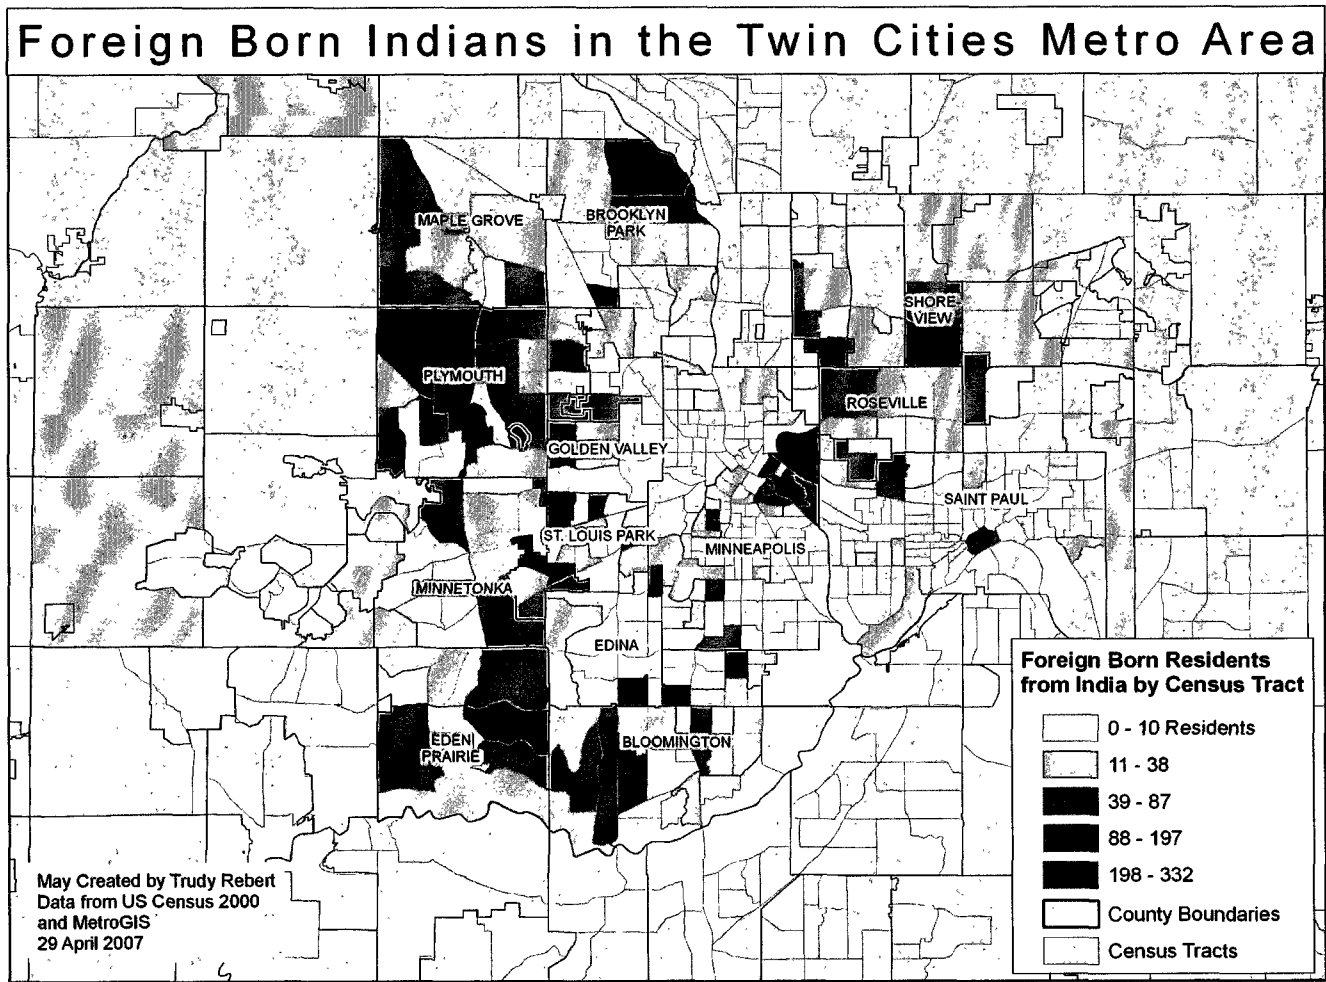 Foreign Born Indians in the Twin Cities Metro Area
MAPLE GROVE
BROOKLYN
PARK
SHORE-
VIEW
PLYMOUTH
ROSEVILLE
GOLDEN VALLEY
SAINT PAUL
ST. LOUIS PARK
MINNEAPOLIS
MINNETONKA
EDINA
EDEN
PRAIRIE
BLOOMINGTON
Foreign Born Residents
from India by Census Tract
0 - 10 Residents
11 - 38
39 - 87
88 - 197
198 - 332
County Boundaries
Census Tracts
May Created by Trudy Rebert
Data from US Census 2000
and MetroGIS
29 April 2007